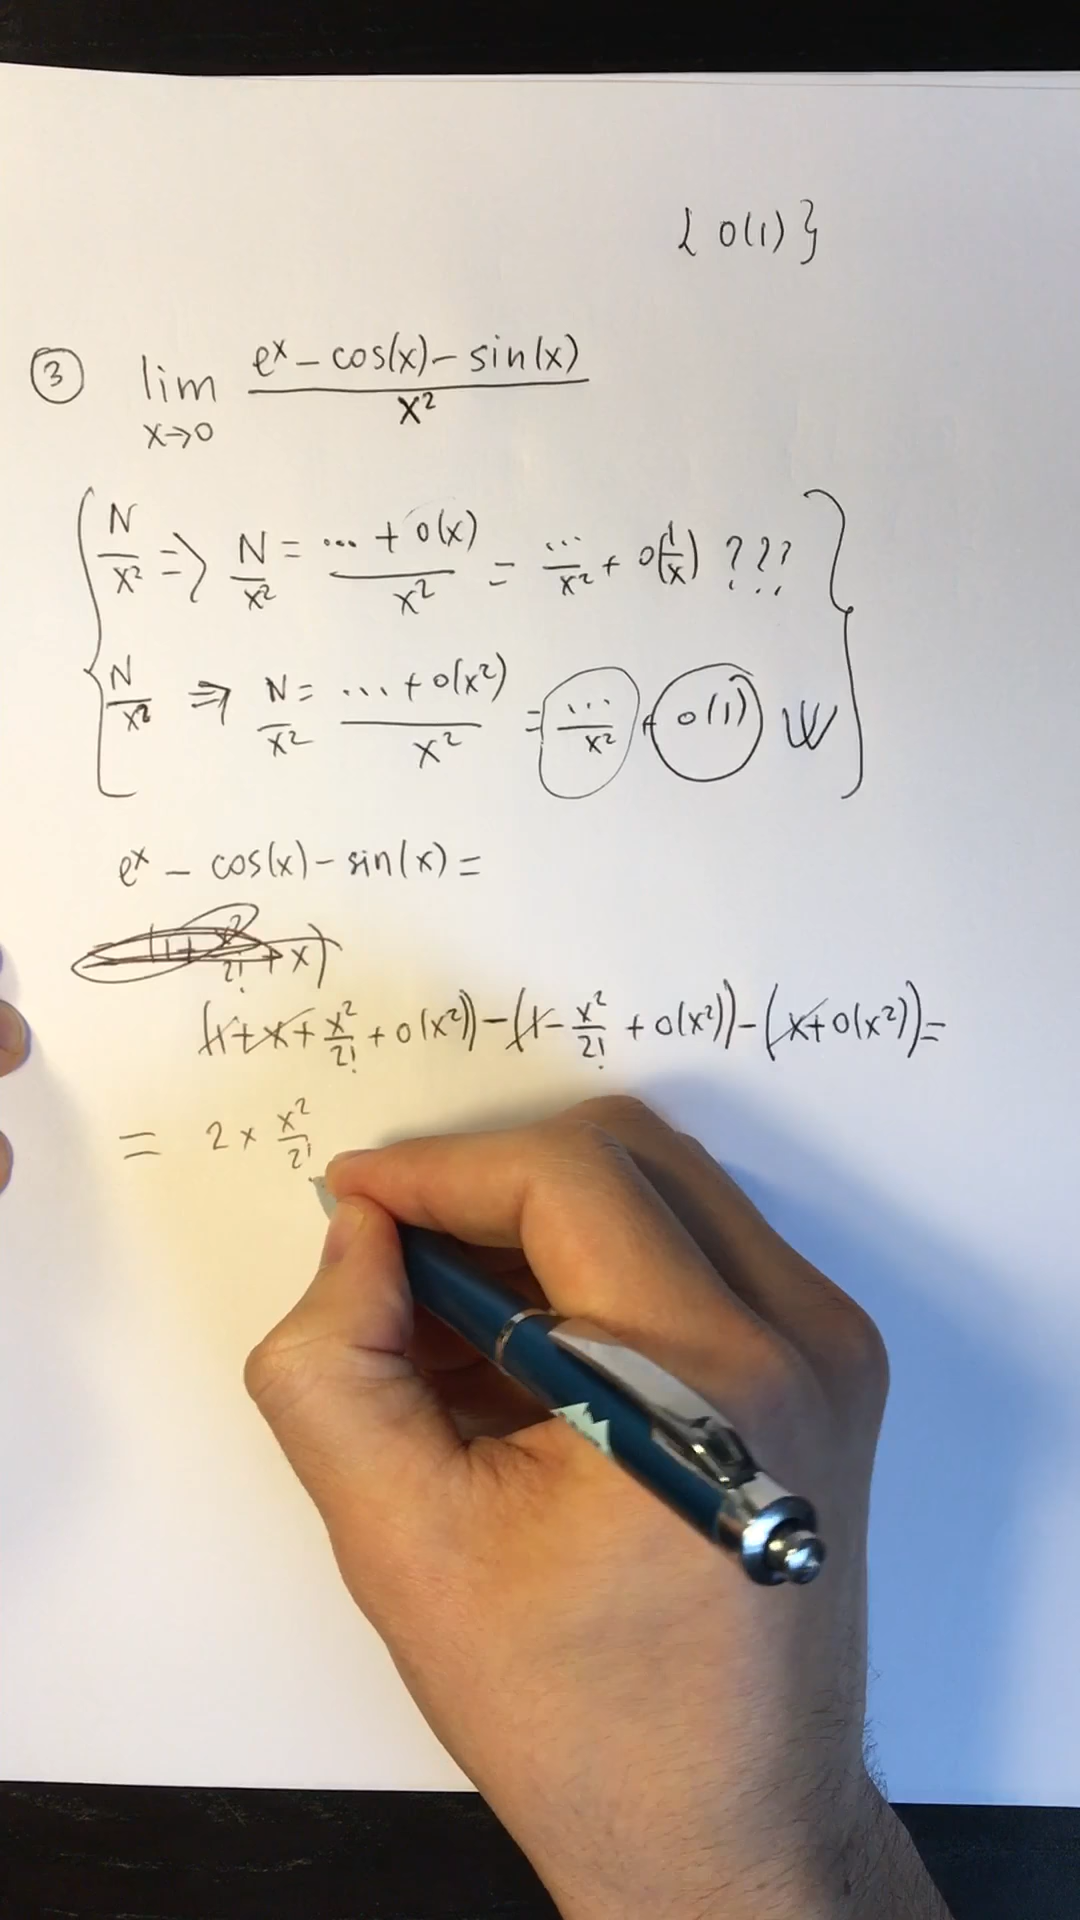 { o(1) }
③ lim x→0 (e^x - cos(x) - sin(x)) / x²
N/x² => N/x² = (... + o(x))/x² = .../x² + o(1/x) ???
N/x² => N/x² = (... + o(x²))/x² = .../x² + o(1)
e^x - cos(x) - sin(x) =
(1+x+x²/2! + o(x²)) - (1 - x²/2! + o(x²)) - (x + o(x²)) =
= 2 × x²/2!